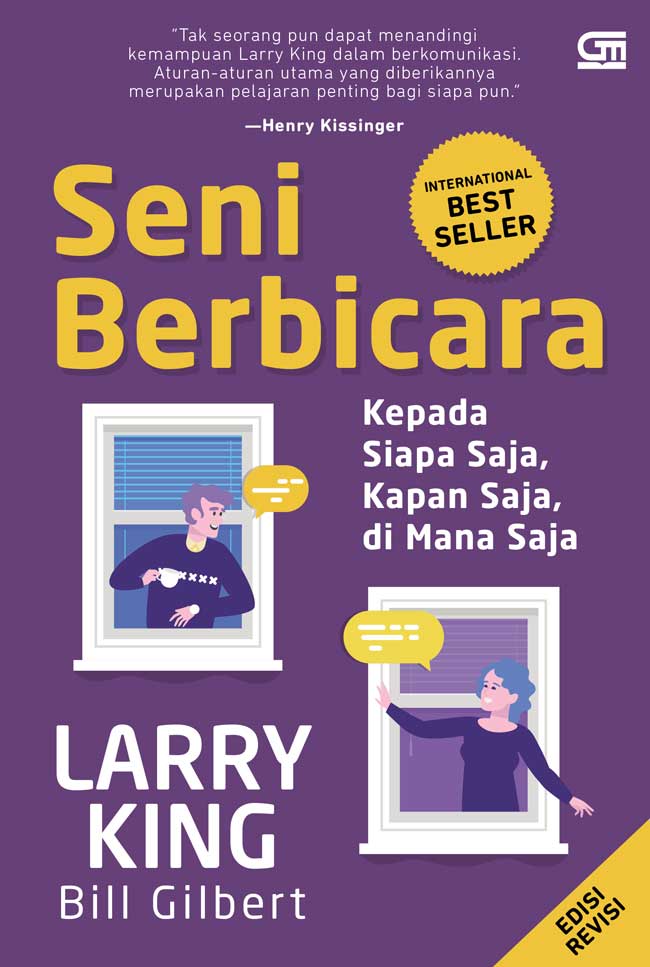 "Tak seorang pun dapat menandingi
kemampuan Larry King dalam berkomunikasi.
Aturan-aturan utama yang diberikannya
merupakan pelajaran penting bagi siapa pun."
—Henry Kissinger
GM
Seni
Berbicara
INTERNATIONAL
BEST
SELLER
Kepada
Siapa Saja,
Kapan Saja,
di Mana Saja
LARRY
KING
Bill Gilbert
EDISI
REVISI